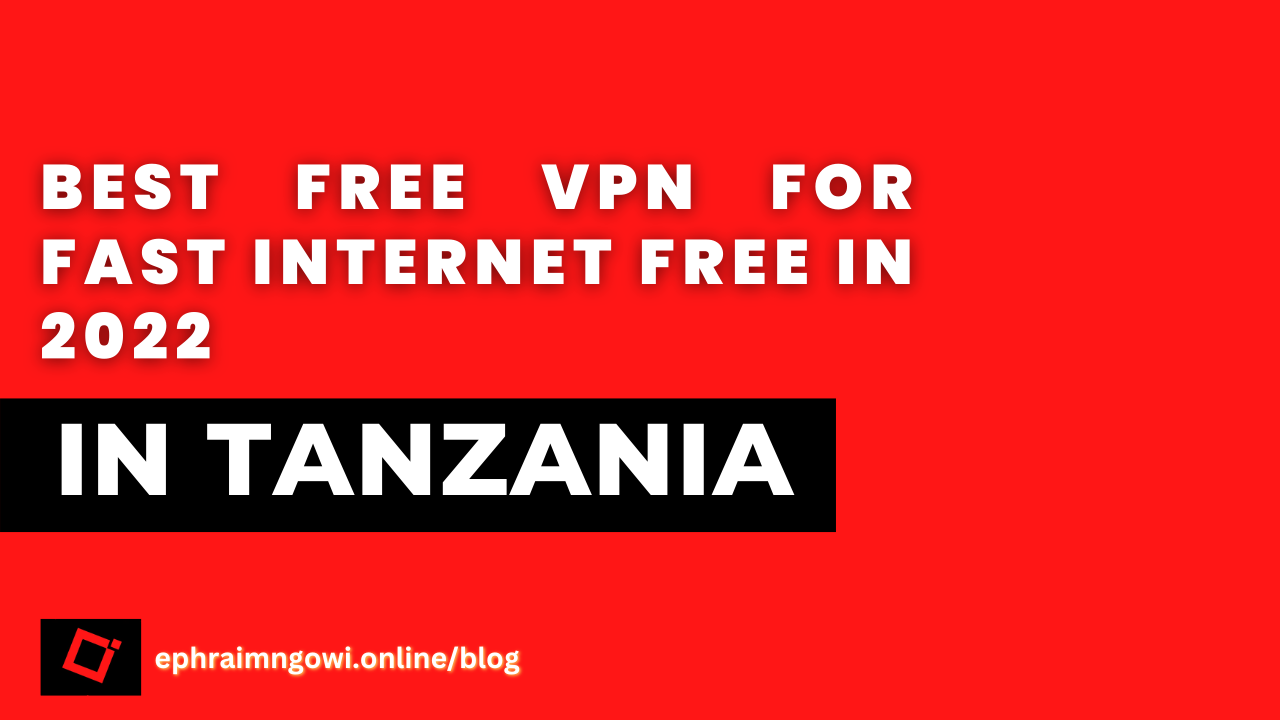 BEST FREE VPN FOR
FAST INTERNET FREE IN
2022
IN TANZANIA
ephraimngowi.online/blog